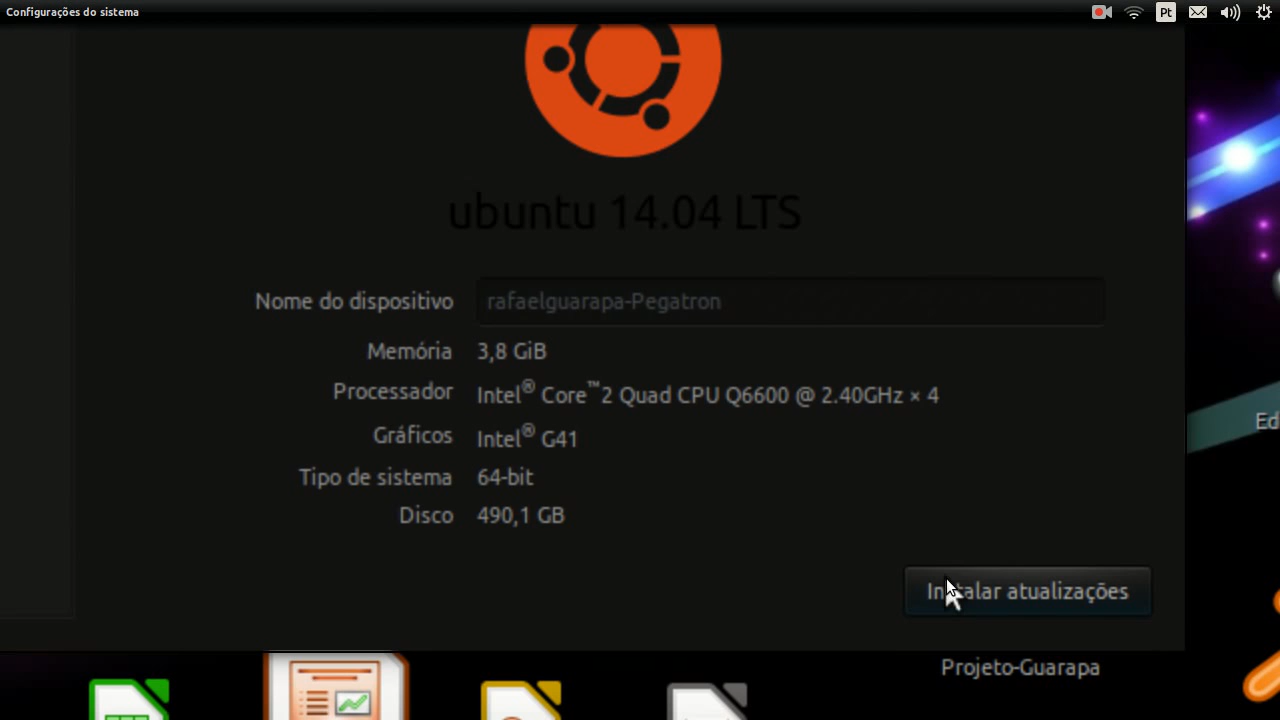 Configurações do sistema
Pt
ubuntu 14.04 LTS
Nome do dispositivo rafaelguarapa-Pegatron
Memória 3,8 GiB
Processador Intel® Core™2 Quad CPU Q6600 @ 2.40GHz × 4
Gráficos Intel® G41
Tipo de sistema 64-bit
Disco 490,1 GB
Instalar atualizações
Ed
Projeto-Guarapa